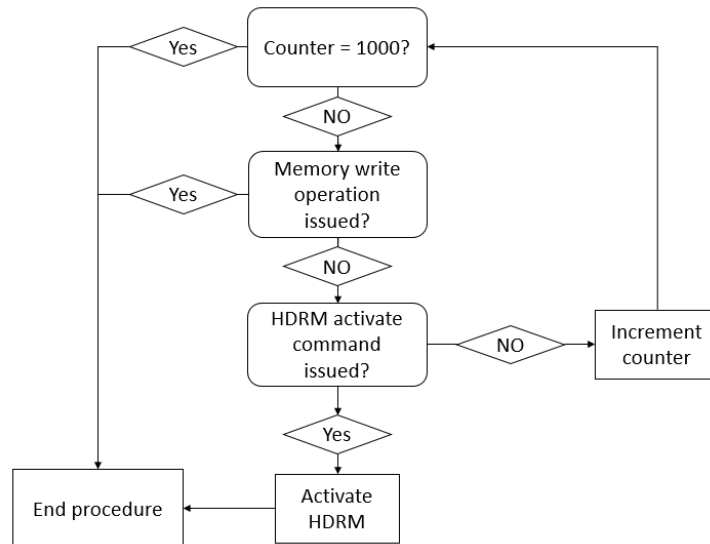 Yes
Counter = 1000?
NO
Yes
Memory write
operation
issued?
NO
HDRM activate
command
issued?
NO
Increment
counter
Yes
End procedure
Activate
HDRM